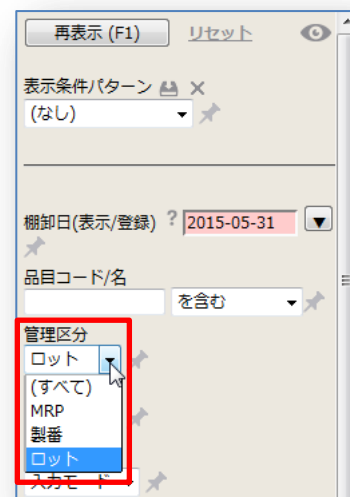 再表示 (F1) リセット
表示条件パターン
(なし)
棚卸日(表示/登録) ? 2015-05-31
品目コード/名
を含む
管理区分
ロット
(すべて)
MRP
製番
ロット
入力モード